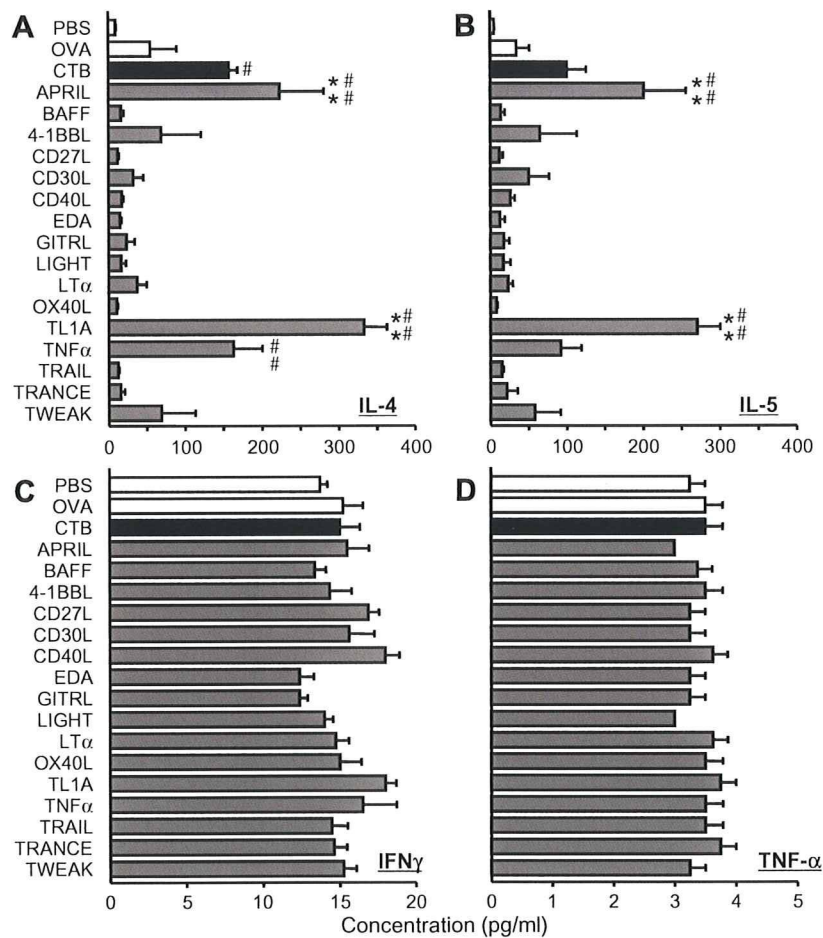 A
PBS
OVA
CTB #
APRIL * #
* #
BAFF
4-1BBL
CD27L
CD30L
CD40L
EDA
GITRL
LIGHT
LTα
OX40L
TL1A * #
* #
TNFα #
#
TRAIL
TRANCE
TWEAK
IL-4
0 100 200 300 400
B
* #
* #
* #
* #
IL-5
0 100 200 300 400
C
PBS
OVA
CTB
APRIL
BAFF
4-1BBL
CD27L
CD30L
CD40L
EDA
GITRL
LIGHT
LTα
OX40L
TL1A
TNFα
TRAIL
TRANCE
TWEAK
IFNγ
0 5 10 15 20
D
TNF-α
0 1 2 3 4 5
Concentration (pg/ml)